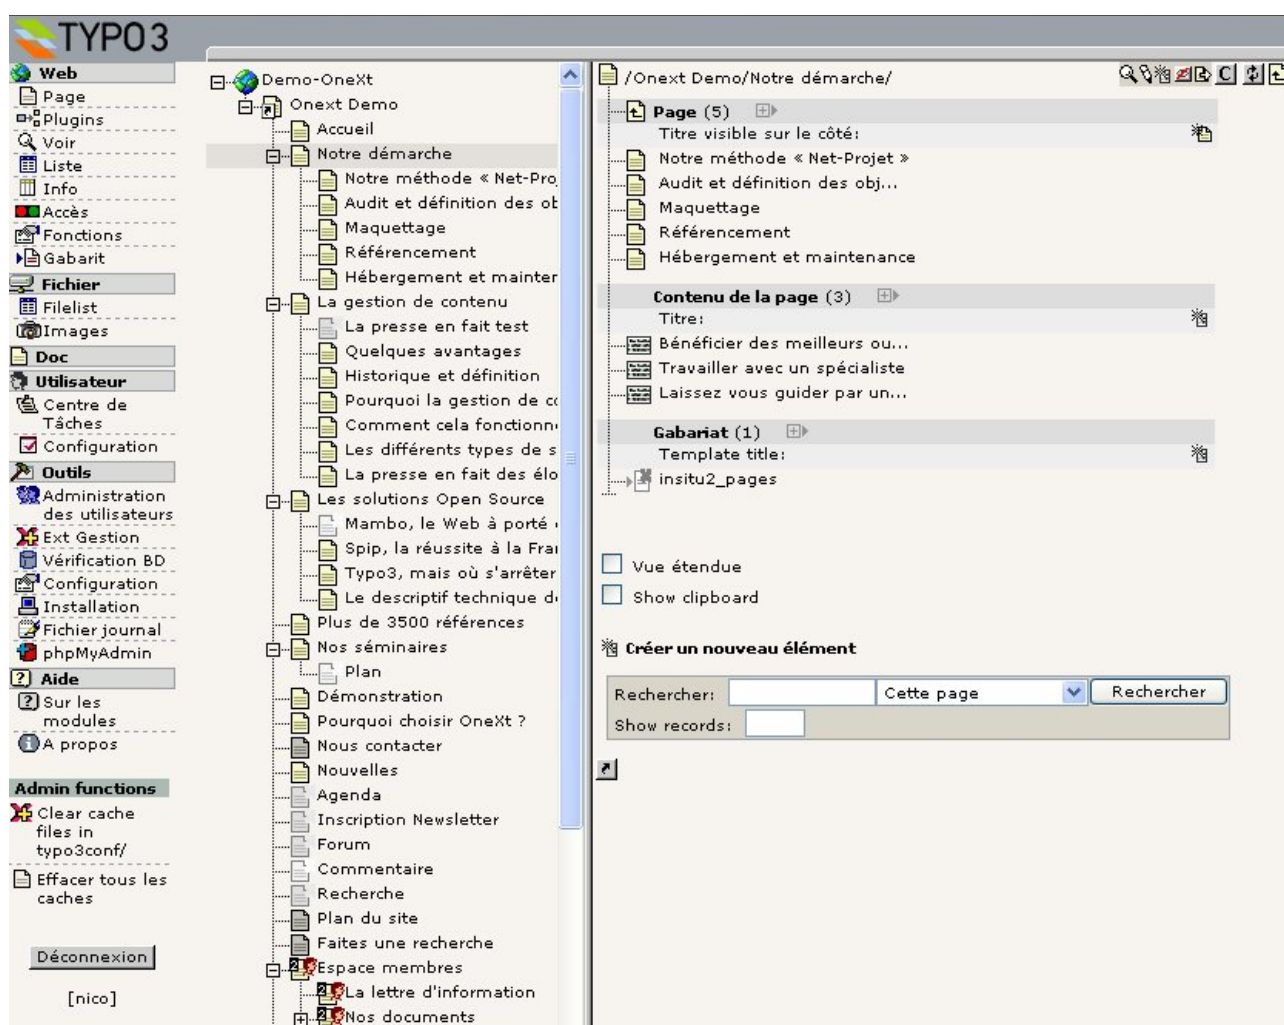 TYPO3
Web
Page
Plugins
Voir
Liste
Info
Accès
Fonctions
Gabarit
Fichier
Filelist
Images
Doc
Utilisateur
Centre de
Tâches
Configuration
Outils
Administration
des utilisateurs
Ext Gestion
Vérification BD
Configuration
Installation
Fichier journal
phpMyAdmin
Aide
Sur les
modules
A propos
Admin functions
Clear cache
files in
typo3conf/
Effacer tous les
caches
Déconnexion
[nico]
Demo-OneXt
Onext Demo
Accueil
Notre démarche
Notre méthode « Net-Pro
Audit et définition des ob
Maquettage
Référencement
Hébergement et mainten
La gestion de contenu
La presse en fait test
Quelques avantages
Historique et définition
Pourquoi la gestion de co
Comment cela fonctionn
Les différents types de s
La presse en fait des élo
Les solutions Open Source
Mambo, le Web à porté
Spip, la réussite à la Fra
Typo3, mais où s'arrêter
Le descriptif technique d
Plus de 3500 références
Nos séminaires
Plan
Démonstration
Pourquoi choisir OneXt ?
Nous contacter
Nouvelles
Agenda
Inscription Newsletter
Forum
Commentaire
Recherche
Plan du site
Faites une recherche
Espace membres
La lettre d'information
Nos documents
/Onext Demo/Notre démarche/
C
Page (5)
Titre visible sur le côté:
Notre méthode « Net-Projet »
Audit et définition des obj...
Maquettage
Référencement
Hébergement et maintenance
Contenu de la page (3)
Titre:
Bénéficier des meilleurs ou...
Travailler avec un spécialiste
Laissez vous guider par un...
Gabariat (1)
Template title:
insitu2_pages
Vue étendue
Show clipboard
Créer un nouveau élément
Rechercher: Cette page Rechercher
Show records: